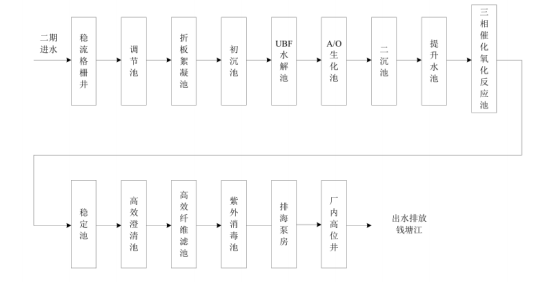 二期
进水
稳流格栅井
调节池
折板絮凝池
初沉池
UBF
水解池
A/O
生化池
二沉池
提升水池
三相催化氧化反应池
稳定池
高效澄清池
高效纤维滤池
紫外消毒池
排海泵房
厂内高位井
出水排放
钱塘江